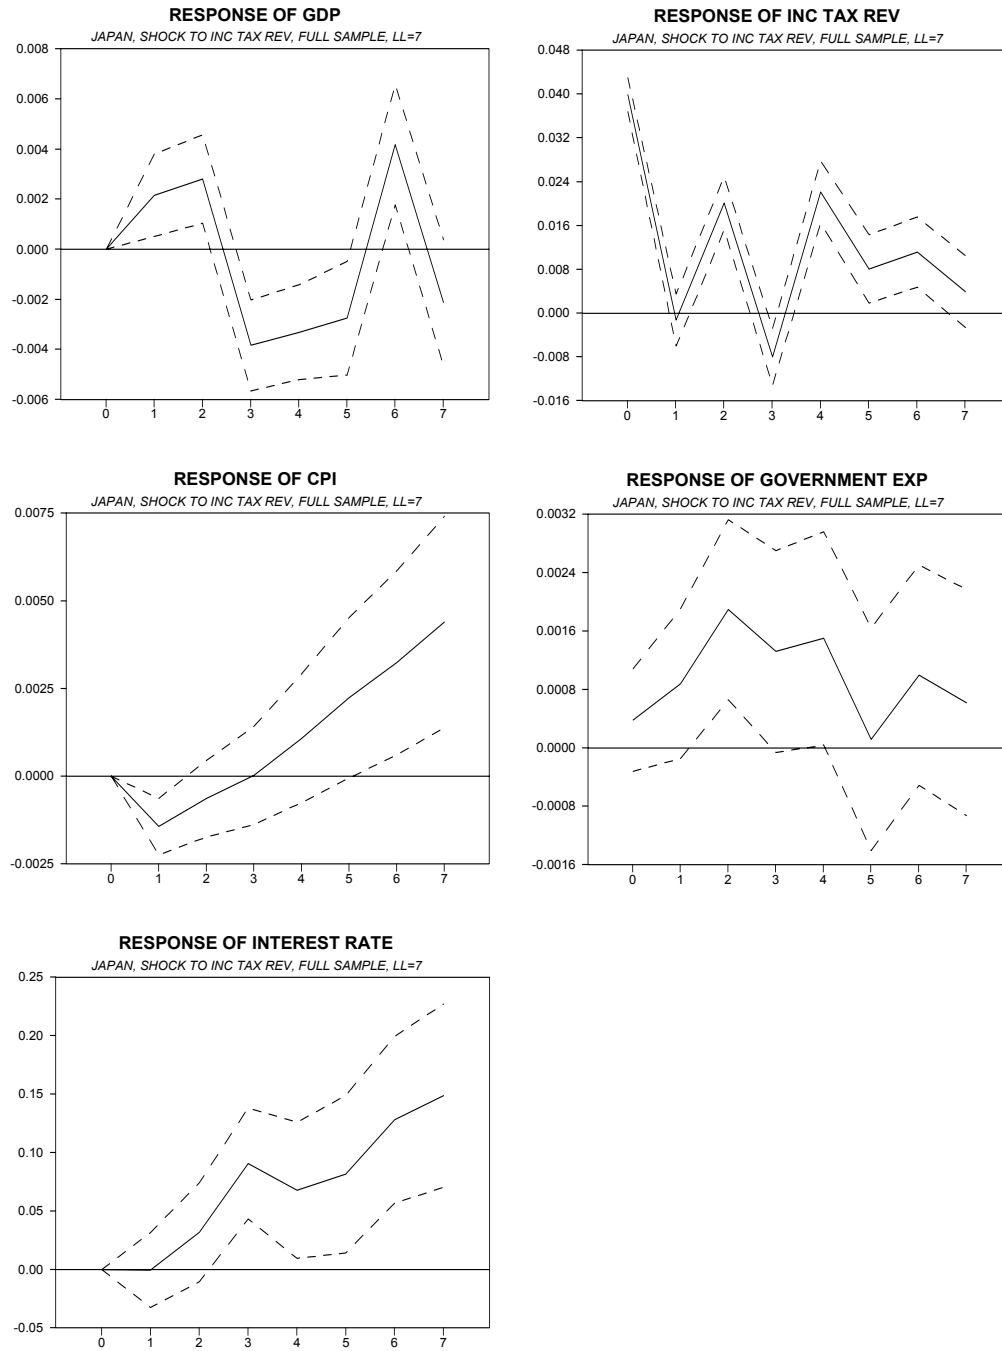 RESPONSE OF GDP
JAPAN, SHOCK TO INC TAX REV, FULL SAMPLE, LL=7
0.008
0.006
0.004
0.002
0.000
-0.002
-0.004
-0.006
0 1 2 3 4 5 6 7
RESPONSE OF INC TAX REV
JAPAN, SHOCK TO INC TAX REV, FULL SAMPLE, LL=7
0.048
0.040
0.032
0.024
0.016
0.008
0.000
-0.008
-0.016
0 1 2 3 4 5 6 7
RESPONSE OF CPI
JAPAN, SHOCK TO INC TAX REV, FULL SAMPLE, LL=7
0.0075
0.0050
0.0025
0.0000
-0.0025
0 1 2 3 4 5 6 7
RESPONSE OF GOVERNMENT EXP
JAPAN, SHOCK TO INC TAX REV, FULL SAMPLE, LL=7
0.0032
0.0024
0.0016
0.0008
0.0000
-0.0008
-0.0016
0 1 2 3 4 5 6 7
RESPONSE OF INTEREST RATE
JAPAN, SHOCK TO INC TAX REV, FULL SAMPLE, LL=7
0.25
0.20
0.15
0.10
0.05
0.00
-0.05
0 1 2 3 4 5 6 7